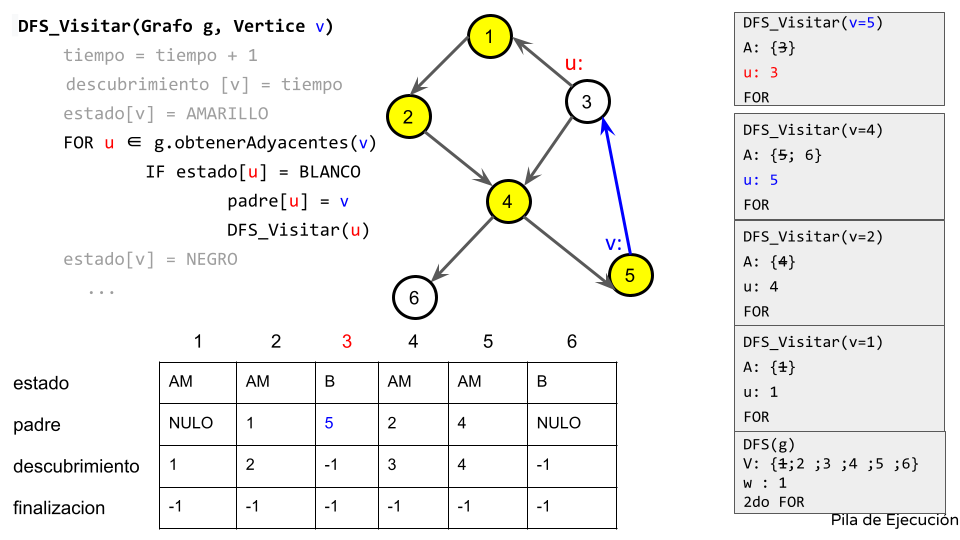 DFS_Visitar(Grafo g, Vertice v)
tiempo = tiempo + 1
descubrimiento [v] = tiempo
estado[v] = AMARILLO
FOR u ∈ g.obtenerAdyacentes(v)
IF estado[u] = BLANCO
padre[u] = v
DFS_Visitar(u)
estado[v] = NEGRO
...
1
u:
3
2
4
v:
5
6
1 2 3 4 5 6
estado AM AM B AM AM B
padre NULO 1 5 2 4 NULO
descubrimiento 1 2 -1 3 4 -1
finalizacion -1 -1 -1 -1 -1 -1
DFS_Visitar(v=5)
A: {3}
u: 3
FOR
DFS_Visitar(v=4)
A: {5; 6}
u: 5
FOR
DFS_Visitar(v=2)
A: {4}
u: 4
FOR
DFS_Visitar(v=1)
A: {1}
u: 1
FOR
DFS(g)
V: {1;2 ;3 ;4 ;5 ;6}
w : 1
2do FOR
Pila de Ejecución